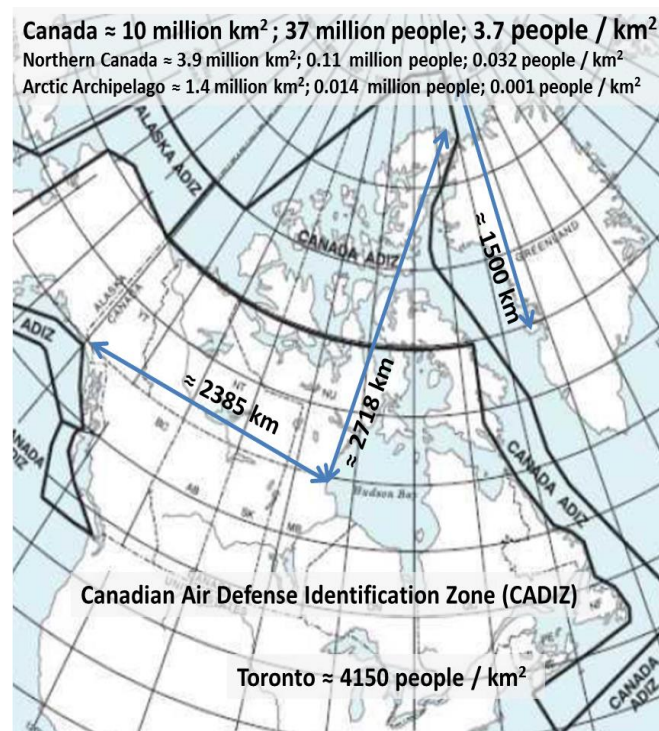 Canada ≈ 10 million km² ; 37 million people; 3.7 people / km²
Northern Canada ≈ 3.9 million km²; 0.11 million people; 0.032 people / km²
Arctic Archipelago ≈ 1.4 million km²; 0.014 million people; 0.001 people / km²
ALASKA ADIZ
CANADA ADIZ
≈ 1500 km
GREENLAND
ALASKA
CANADA
YT
ADIZ
≈ 2385 km
NT
NU
≈ 2718 km
BC
CANADA ADIZ
Hudson Bay
AB
SK
MB
Canadian Air Defense Identification Zone (CADIZ)
NF
Toronto ≈ 4150 people / km²
CANADA
ADIZ